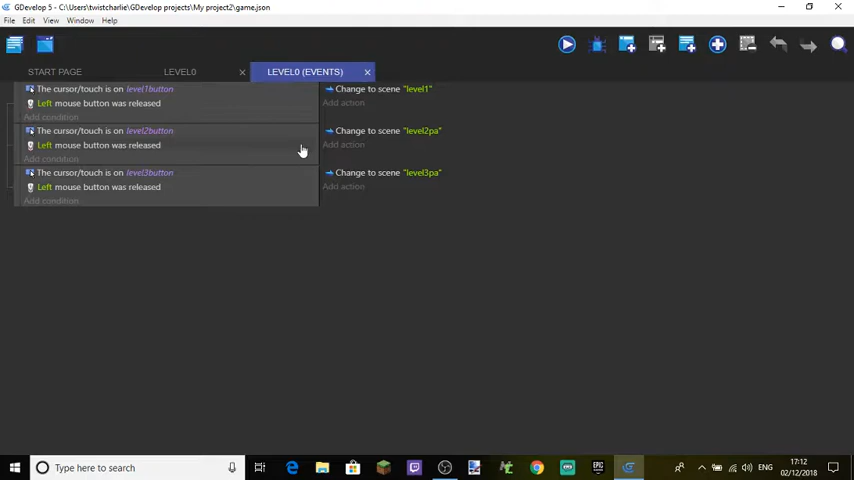 GDevelop 5 - C:\Users\twistcharlie\GDevelop projects\My project2\game.json
File Edit View Window Help
START PAGE LEVEL0 LEVEL0 (EVENTS)
The cursor/touch is on level1button Change to scene "level1"
Left mouse button was released Add action
Add condition
The cursor/touch is on level2button Change to scene "level2pa"
Left mouse button was released Add action
Add condition
The cursor/touch is on level3button Change to scene "level3pa"
Left mouse button was released Add action
Add condition
Type here to search
ENG
17:12
02/12/2018